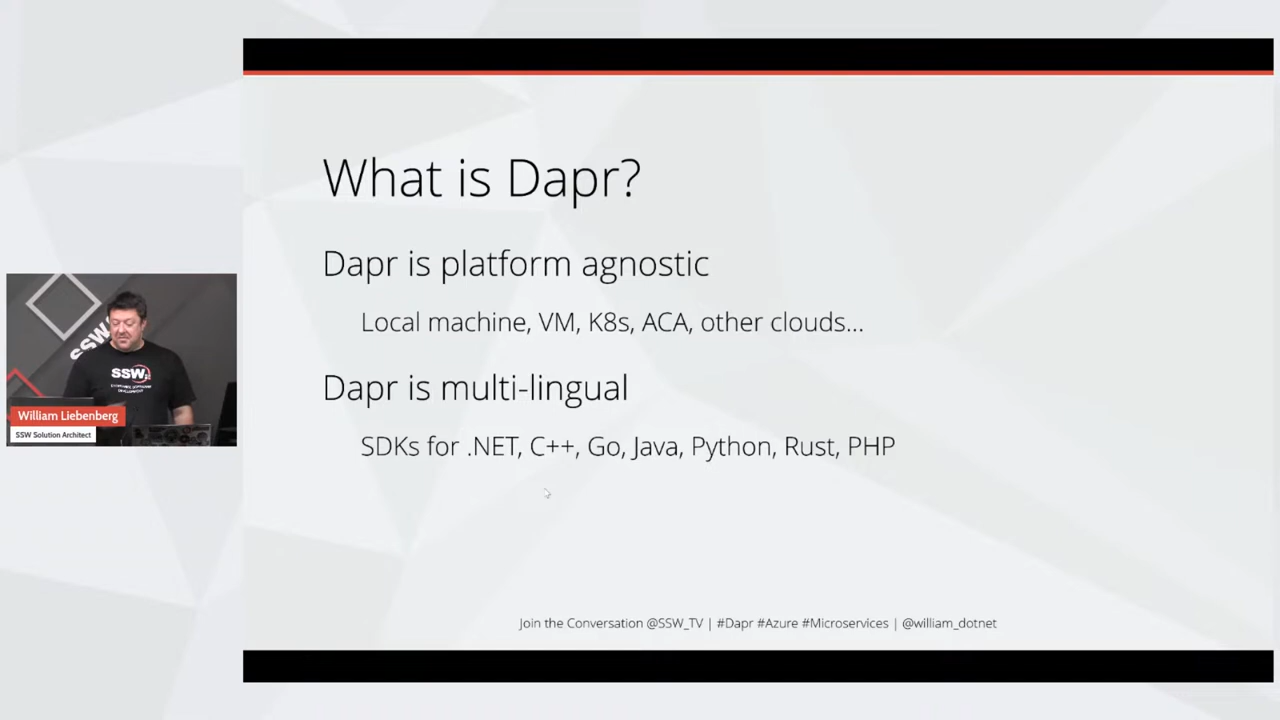 What is Dapr?
Dapr is platform agnostic
Local machine, VM, K8s, ACA, other clouds...
Dapr is multi-lingual
SDKs for .NET, C++, Go, Java, Python, Rust, PHP
SSW
SSW
William Liebenberg
SSW Solution Architect
Join the Conversation @SSW_TV | #Dapr #Azure #Microservices | @william_dotnet